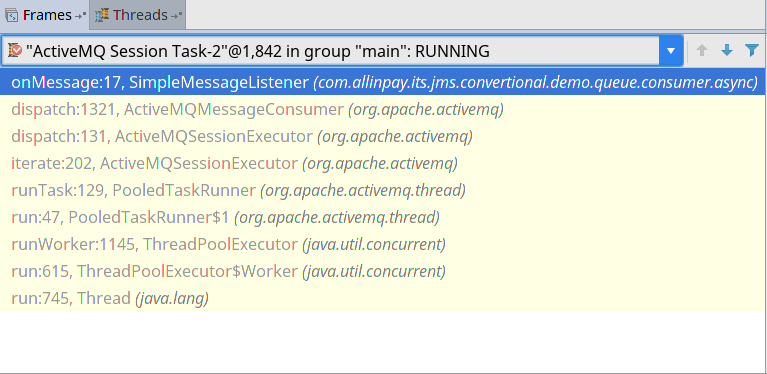 Frames Threads
"ActiveMQ Session Task-2"@1,842 in group "main": RUNNING
onMessage:17, SimpleMessageListener (com.allinpay.its.jms.convertional.demo.queue.consumer.async)
dispatch:1321, ActiveMQMessageConsumer (org.apache.activemq)
dispatch:131, ActiveMQSessionExecutor (org.apache.activemq)
iterate:202, ActiveMQSessionExecutor (org.apache.activemq)
runTask:129, PooledTaskRunner (org.apache.activemq.thread)
run:47, PooledTaskRunner$1 (org.apache.activemq.thread)
runWorker:1145, ThreadPoolExecutor (java.util.concurrent)
run:615, ThreadPoolExecutor$Worker (java.util.concurrent)
run:745, Thread (java.lang)